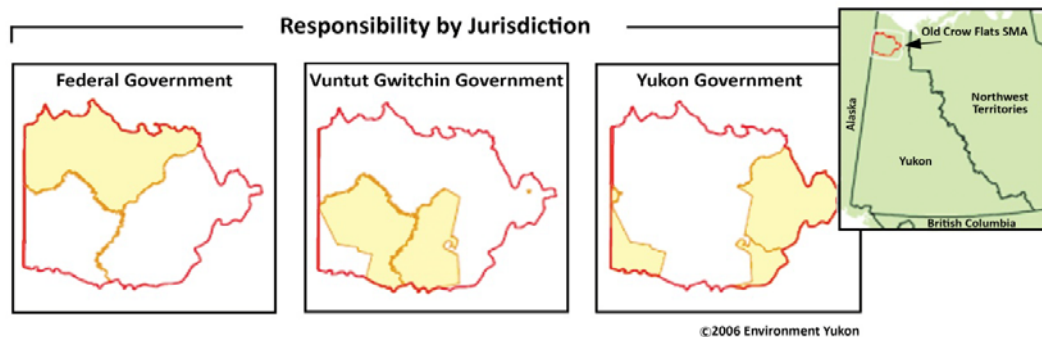 Responsibility by Jurisdiction
Federal Government
Vuntut Gwitchin Government
Yukon Government
Old Crow Flats SMA
Northwest
Territories
Alaska
Yukon
British Columbia
©2006 Environment Yukon